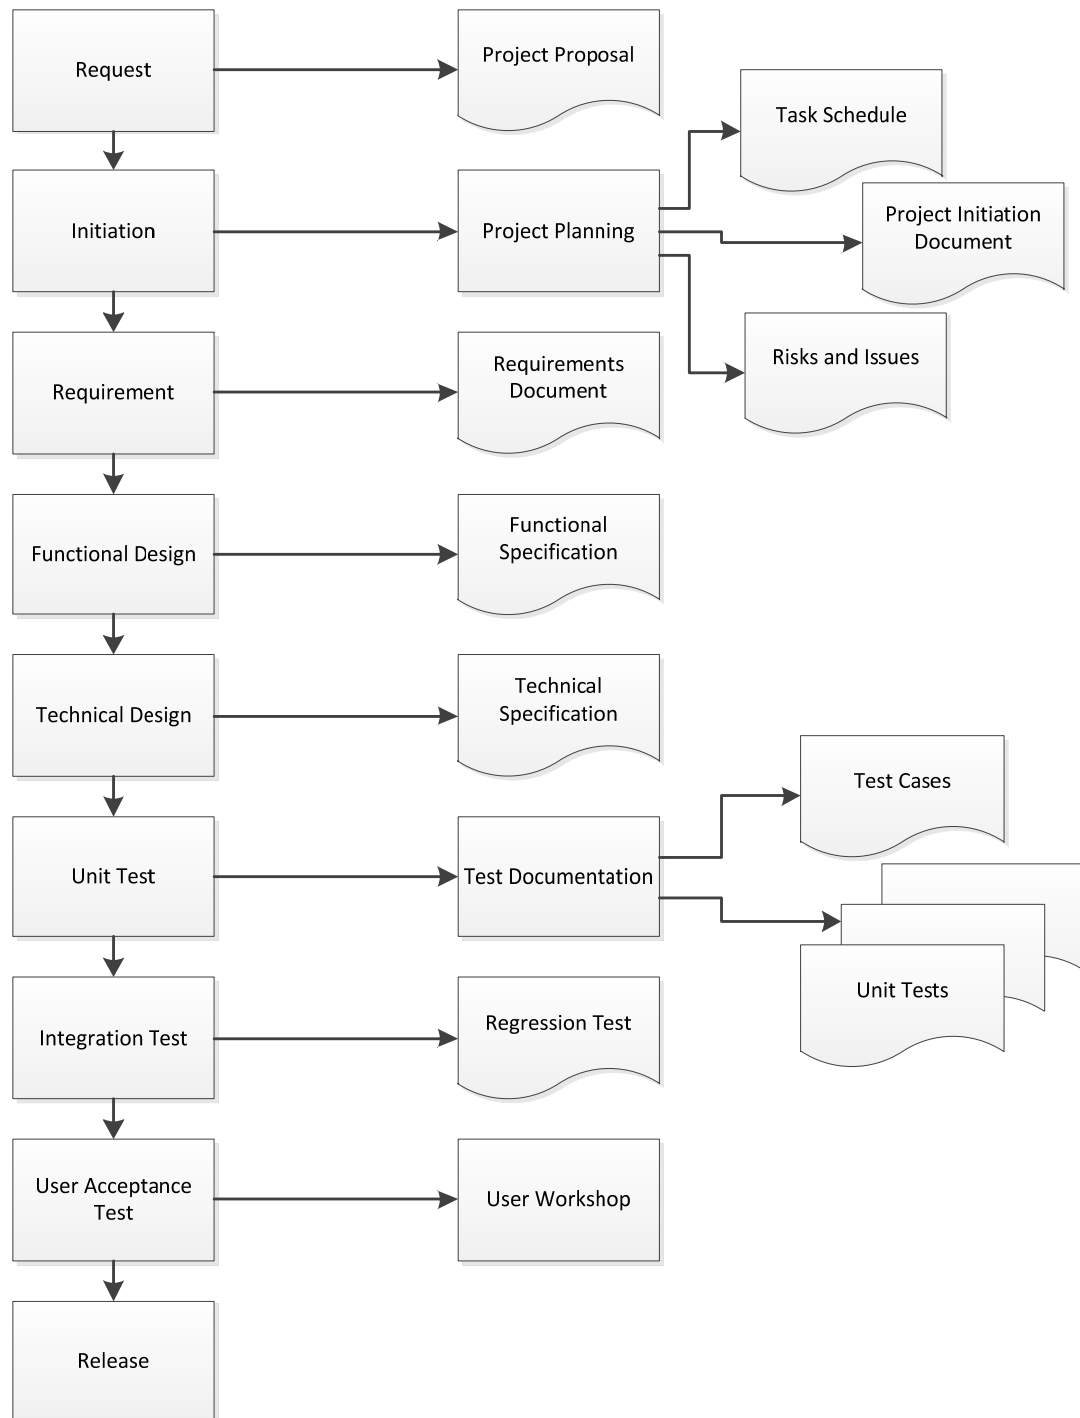 Request
Project Proposal
Task Schedule
Initiation
Project Planning
Project Initiation
Document
Requirement
Requirements
Document
Risks and Issues
Functional Design
Functional
Specification
Technical Design
Technical
Specification
Test Cases
Unit Test
Test Documentation
Unit Tests
Integration Test
Regression Test
User Acceptance
Test
User Workshop
Release